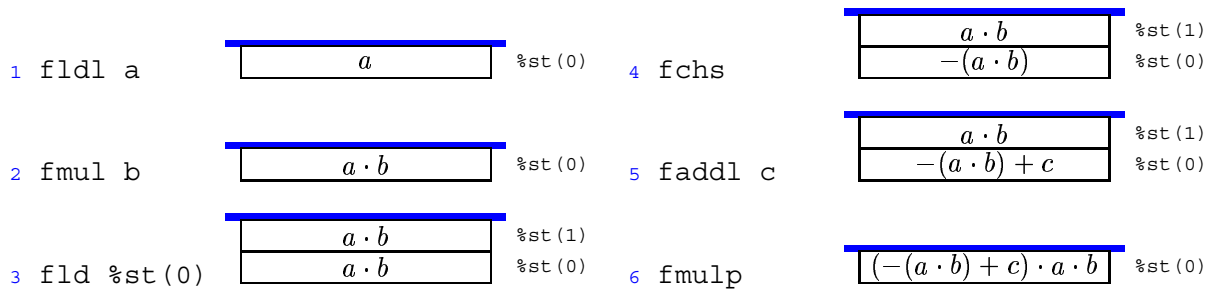 1 fldl a
a %st(0)
2 fmul b
a · b %st(0)
3 fld %st(0)
a · b %st(1)
a · b %st(0)
4 fchs
a · b %st(1)
−(a · b) %st(0)
5 faddl c
a · b %st(1)
−(a · b) + c %st(0)
6 fmulp
(−(a · b) + c) · a · b %st(0)